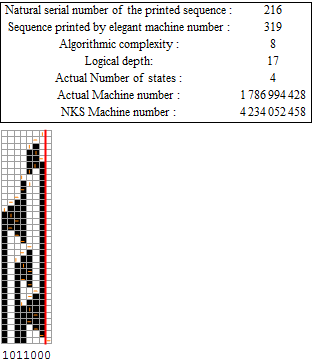 Natural serial number of the printed sequence : 216
Sequence printed by elegant machine number : 319
Algorithmic complexity : 8
Logical depth: 17
Actual Number of states : 4
Actual Machine number : 1 786 994 428
NKS Machine number : 4 234 052 458
1011000